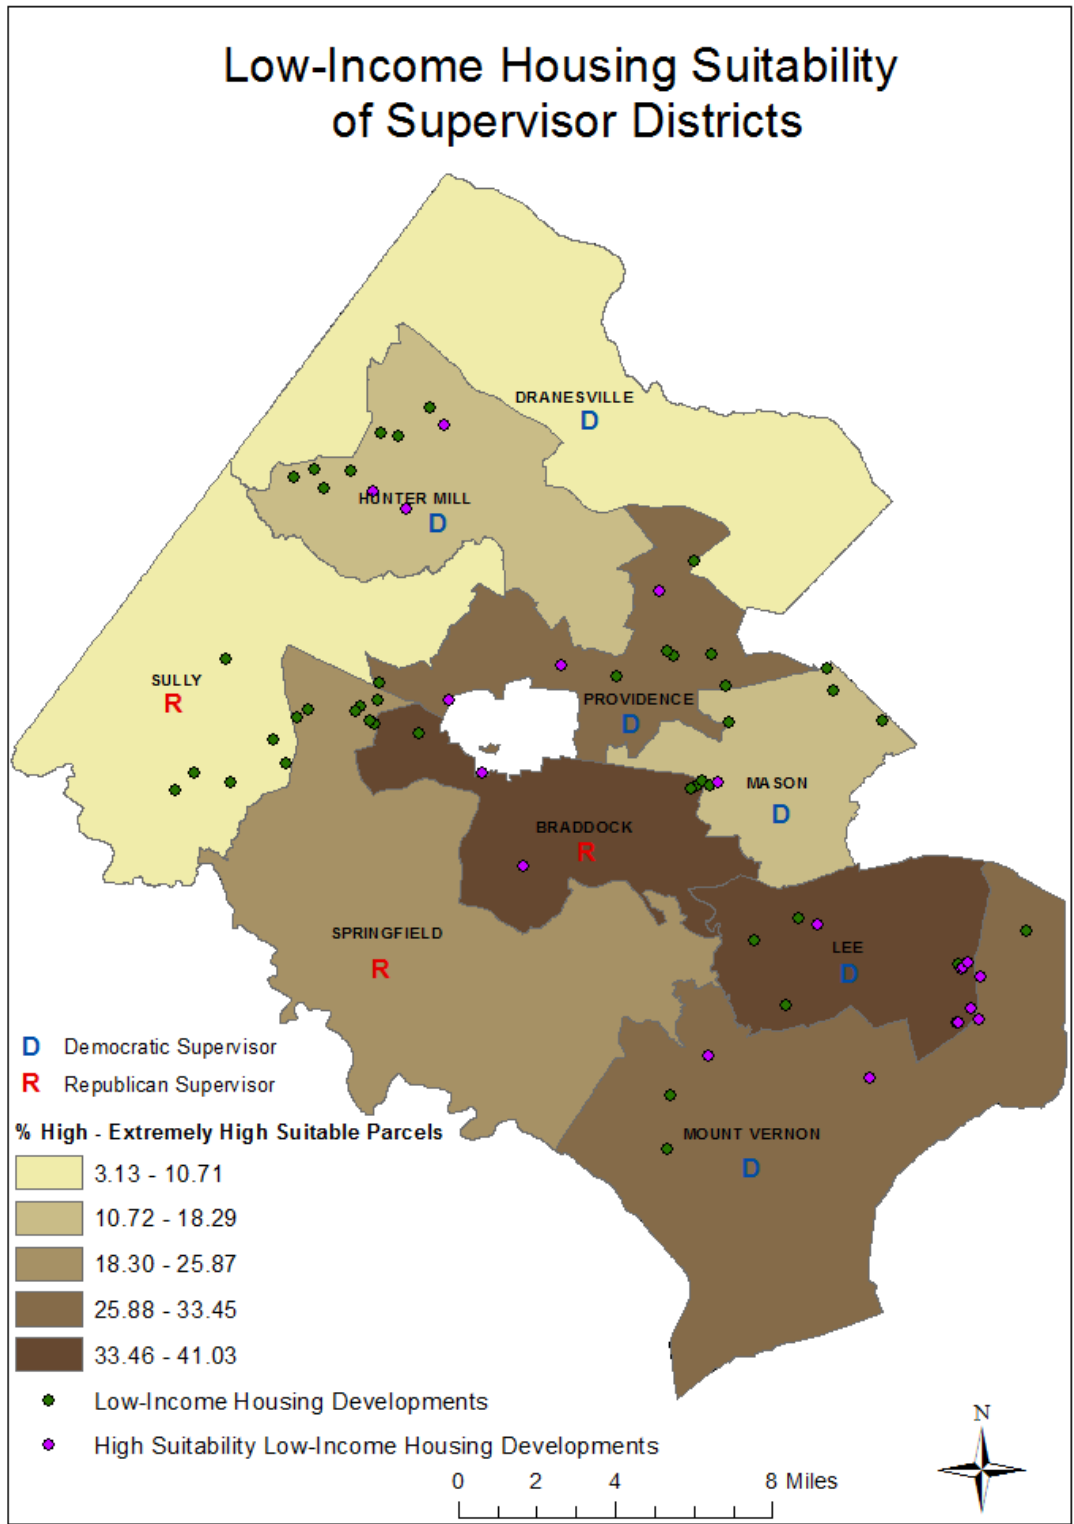 Low-Income Housing Suitability
of Supervisor Districts
DRANESVILLE
D
HUNTER MILL
D
SULLY
R
PROVIDENCE
D
MASON
D
BRADDOCK
R
SPRINGFIELD
R
LEE
D
MOUNT VERNON
D
D Democratic Supervisor
R Republican Supervisor
% High - Extremely High Suitable Parcels
3.13 - 10.71
10.72 - 18.29
18.30 - 25.87
25.88 - 33.45
33.46 - 41.03
Low-Income Housing Developments
High Suitability Low-Income Housing Developments
N
0 2 4 8 Miles